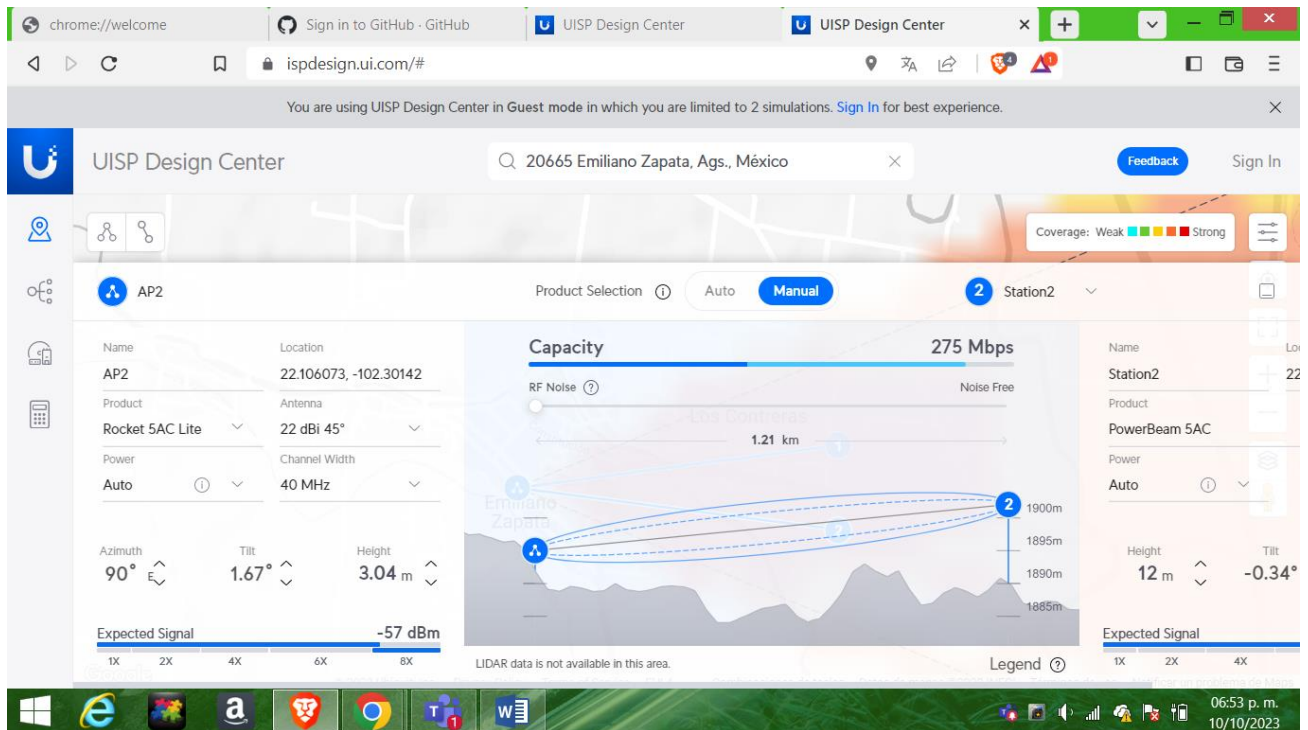 chrome://welcome
Sign in to GitHub · GitHub
UISP Design Center
UISP Design Center
ispdesign.ui.com/#
4
1
You are using UISP Design Center in Guest mode in which you are limited to 2 simulations. Sign In for best experience.
UISP Design Center
20665 Emiliano Zapata, Ags., México
Feedback
Sign In
Coverage: Weak Strong
AP2
Product Selection
Auto
Manual
2 Station2
Name
AP2
Location
22.106073, -102.30142
Product
Rocket 5AC Lite
Antenna
22 dBi 45°
Power
Auto
Channel Width
40 MHz
Azimuth
90° E
Tilt
1.67°
Height
3.04 m
Expected Signal
-57 dBm
1X 2X 4X 6X 8X
Capacity
275 Mbps
RF Noise
Noise Free
Los Contreras
1.21 km
1
Emiliano
Zapata
2
2
1900m
1895m
1890m
1885m
LIDAR data is not available in this area.
Legend
Name
Station2
Lo
22
Product
PowerBeam 5AC
Power
Auto
Height
12 m
Tilt
-0.34°
Expected Signal
1X 2X 4X
06:53 p. m.
10/10/2023